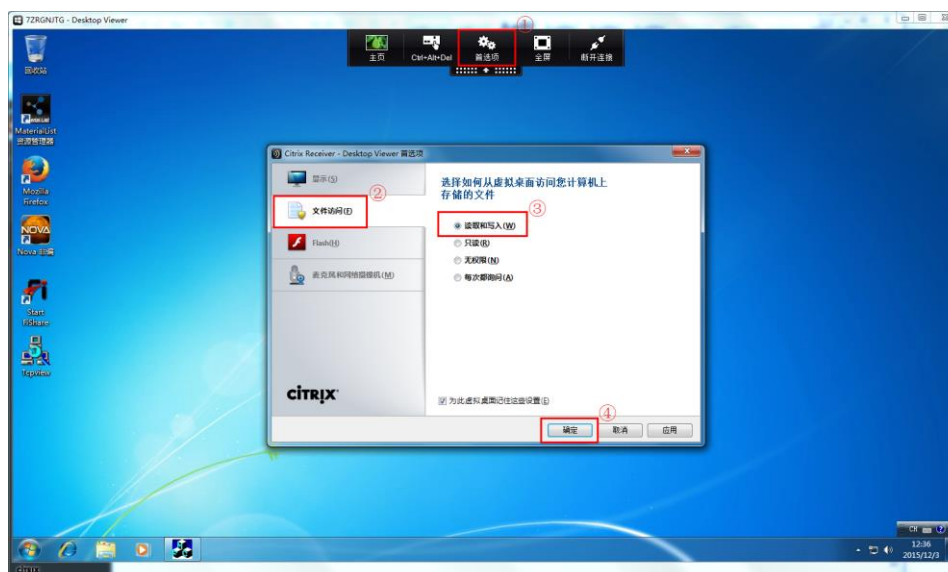 7ZRGNJTG - Desktop Viewer
①
主页
Ctrl+Alt+Del
首选项
全屏
断开连接
回收站
MaterialList
资源管理器
Mozilla
Firefox
NOVA
Start
Tcpview
Citrix Receiver - Desktop Viewer 首选项
显示(S)
②
文件访问(F)
Flash(H)
麦克风和网络摄像机(M)
CİTRIX
选择如何从虚拟桌面访问您计算机上
存储的文件
③
读取和写入(W)
只读(R)
无权限(N)
每次都询问(A)
为此虚拟桌面记住这些设置(E)
④
确定
取消
应用
CH
12:36
2015/12/3